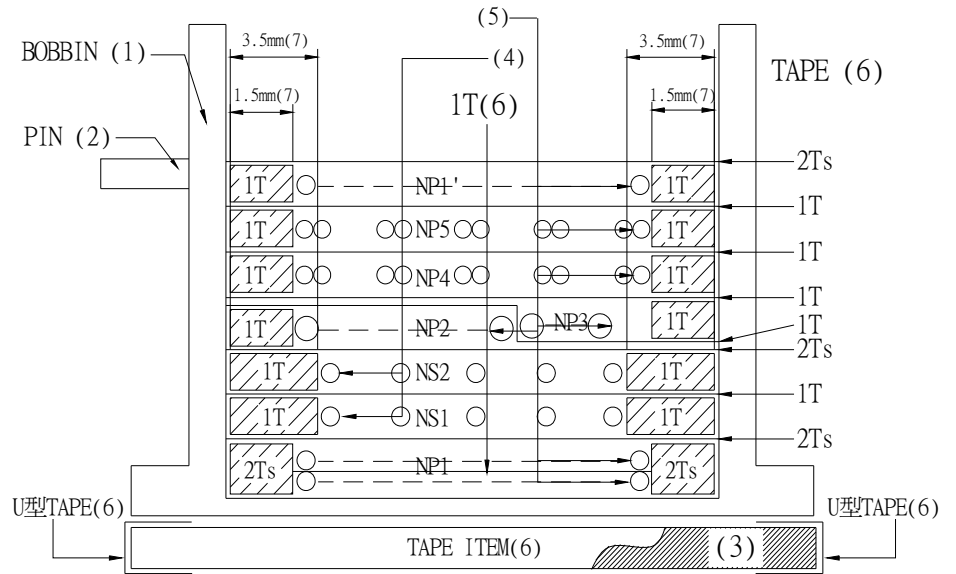 (5)
3.5mm(7)
3.5mm(7)
BOBBIN (1)
(4)
TAPE (6)
1.5mm(7)
1T(6)
1.5mm(7)
PIN (2)
2Ts
1T NP1' 1T
1T
1T NP5 1T
1T
1T NP4 1T
1T
1T NP2 NP3 1T
1T
2Ts
1T NS2 1T
1T
1T NS1 1T
2Ts
2Ts NP1 2Ts
U型TAPE(6)
U型TAPE(6)
TAPE ITEM(6) (3)